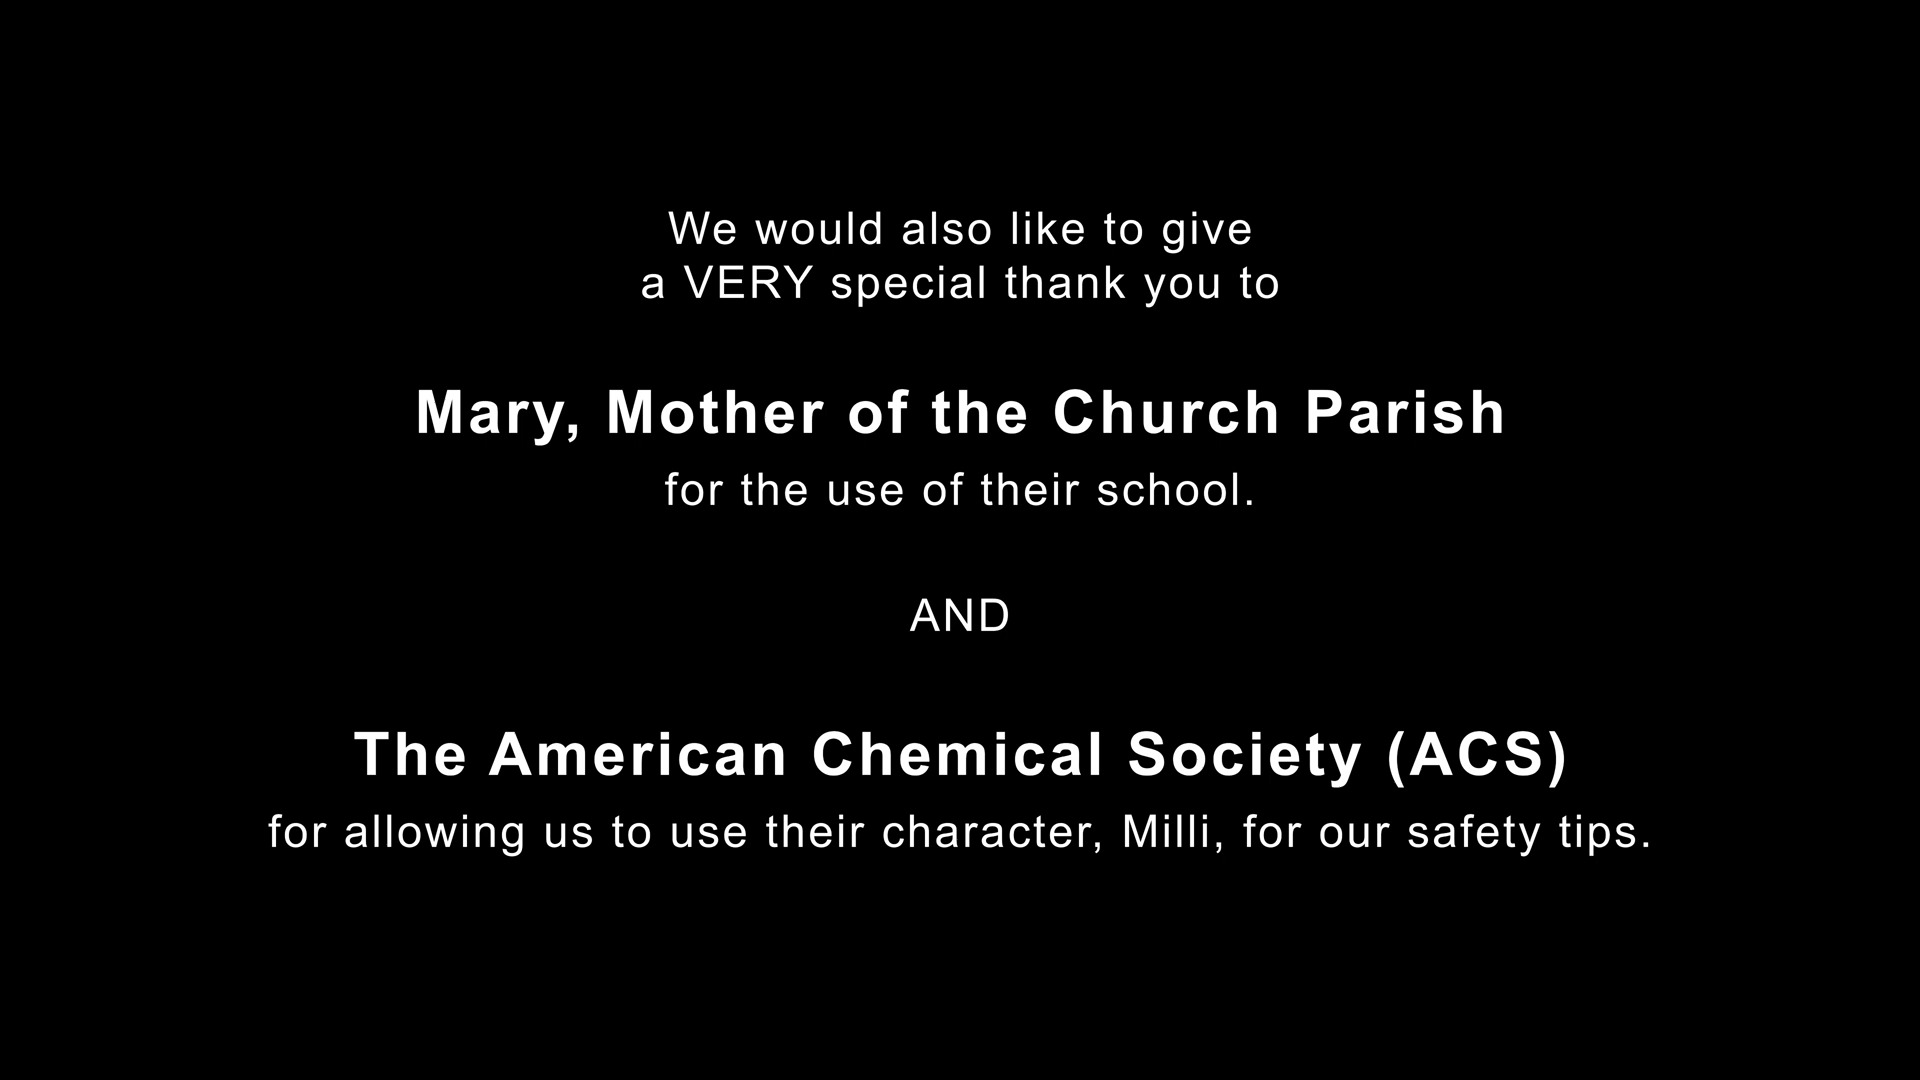 We would also like to give
a VERY special thank you to
Mary, Mother of the Church Parish
for the use of their school.
AND
The American Chemical Society (ACS)
for allowing us to use their character, Milli, for our safety tips.